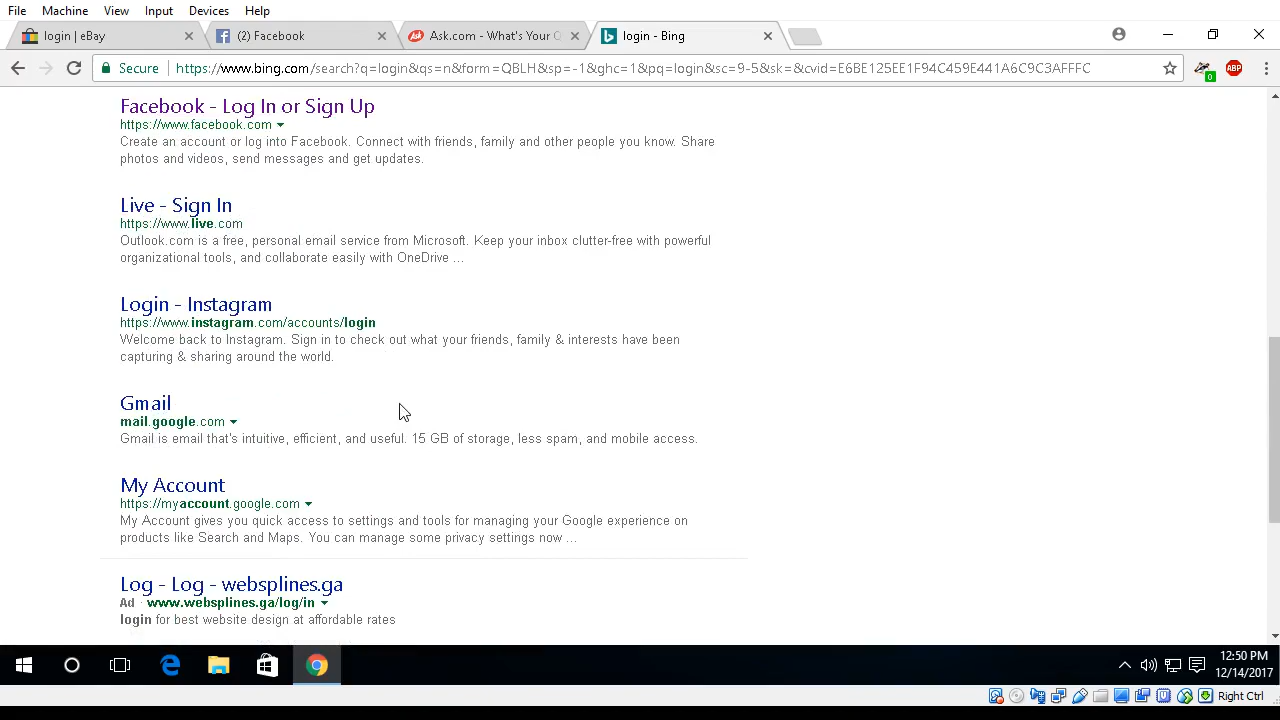 File Machine View Input Devices Help
login | eBay
(2) Facebook
Ask.com - What's Your Q
login - Bing
Secure https://www.bing.com/search?q=login&qs=n&form=QBLH&sp=-1&ghc=1&pq=login&sc=9-5&sk=&cvid=E6BE125EE1F94C459E441A6C9C3AFFFC
0
ABP
Facebook - Log In or Sign Up
https://www.facebook.com
Create an account or log into Facebook. Connect with friends, family and other people you know. Share
photos and videos, send messages and get updates.
Live - Sign In
https://www.live.com
Outlook.com is a free, personal email service from Microsoft. Keep your inbox clutter-free with powerful
organizational tools, and collaborate easily with OneDrive ...
Login - Instagram
https://www.instagram.com/accounts/login
Welcome back to Instagram. Sign in to check out what your friends, family & interests have been
capturing & sharing around the world.
Gmail
mail.google.com
Gmail is email that's intuitive, efficient, and useful. 15 GB of storage, less spam, and mobile access.
My Account
https://myaccount.google.com
My Account gives you quick access to settings and tools for managing your Google experience on
products like Search and Maps. You can manage some privacy settings now ...
Log - Log - websplines.ga
Ad · www.websplines.ga/log/in
login for best website design at affordable rates
12:50 PM
12/14/2017
Right Ctrl